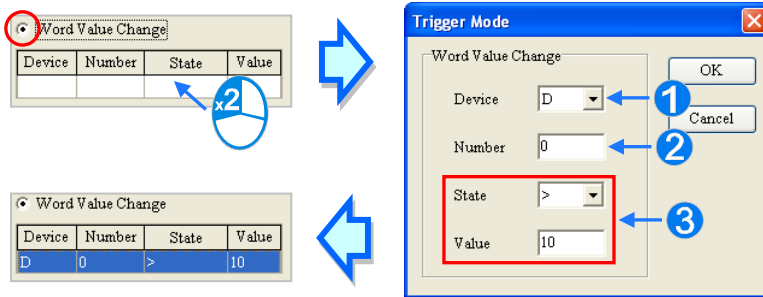 Word Value Change
Device Number State Value
x2
Trigger Mode
Word Value Change
Device D 1
Number 0 2
State >
Value 10
3
OK
Cancel
Word Value Change
Device Number State Value
D 0 > 10